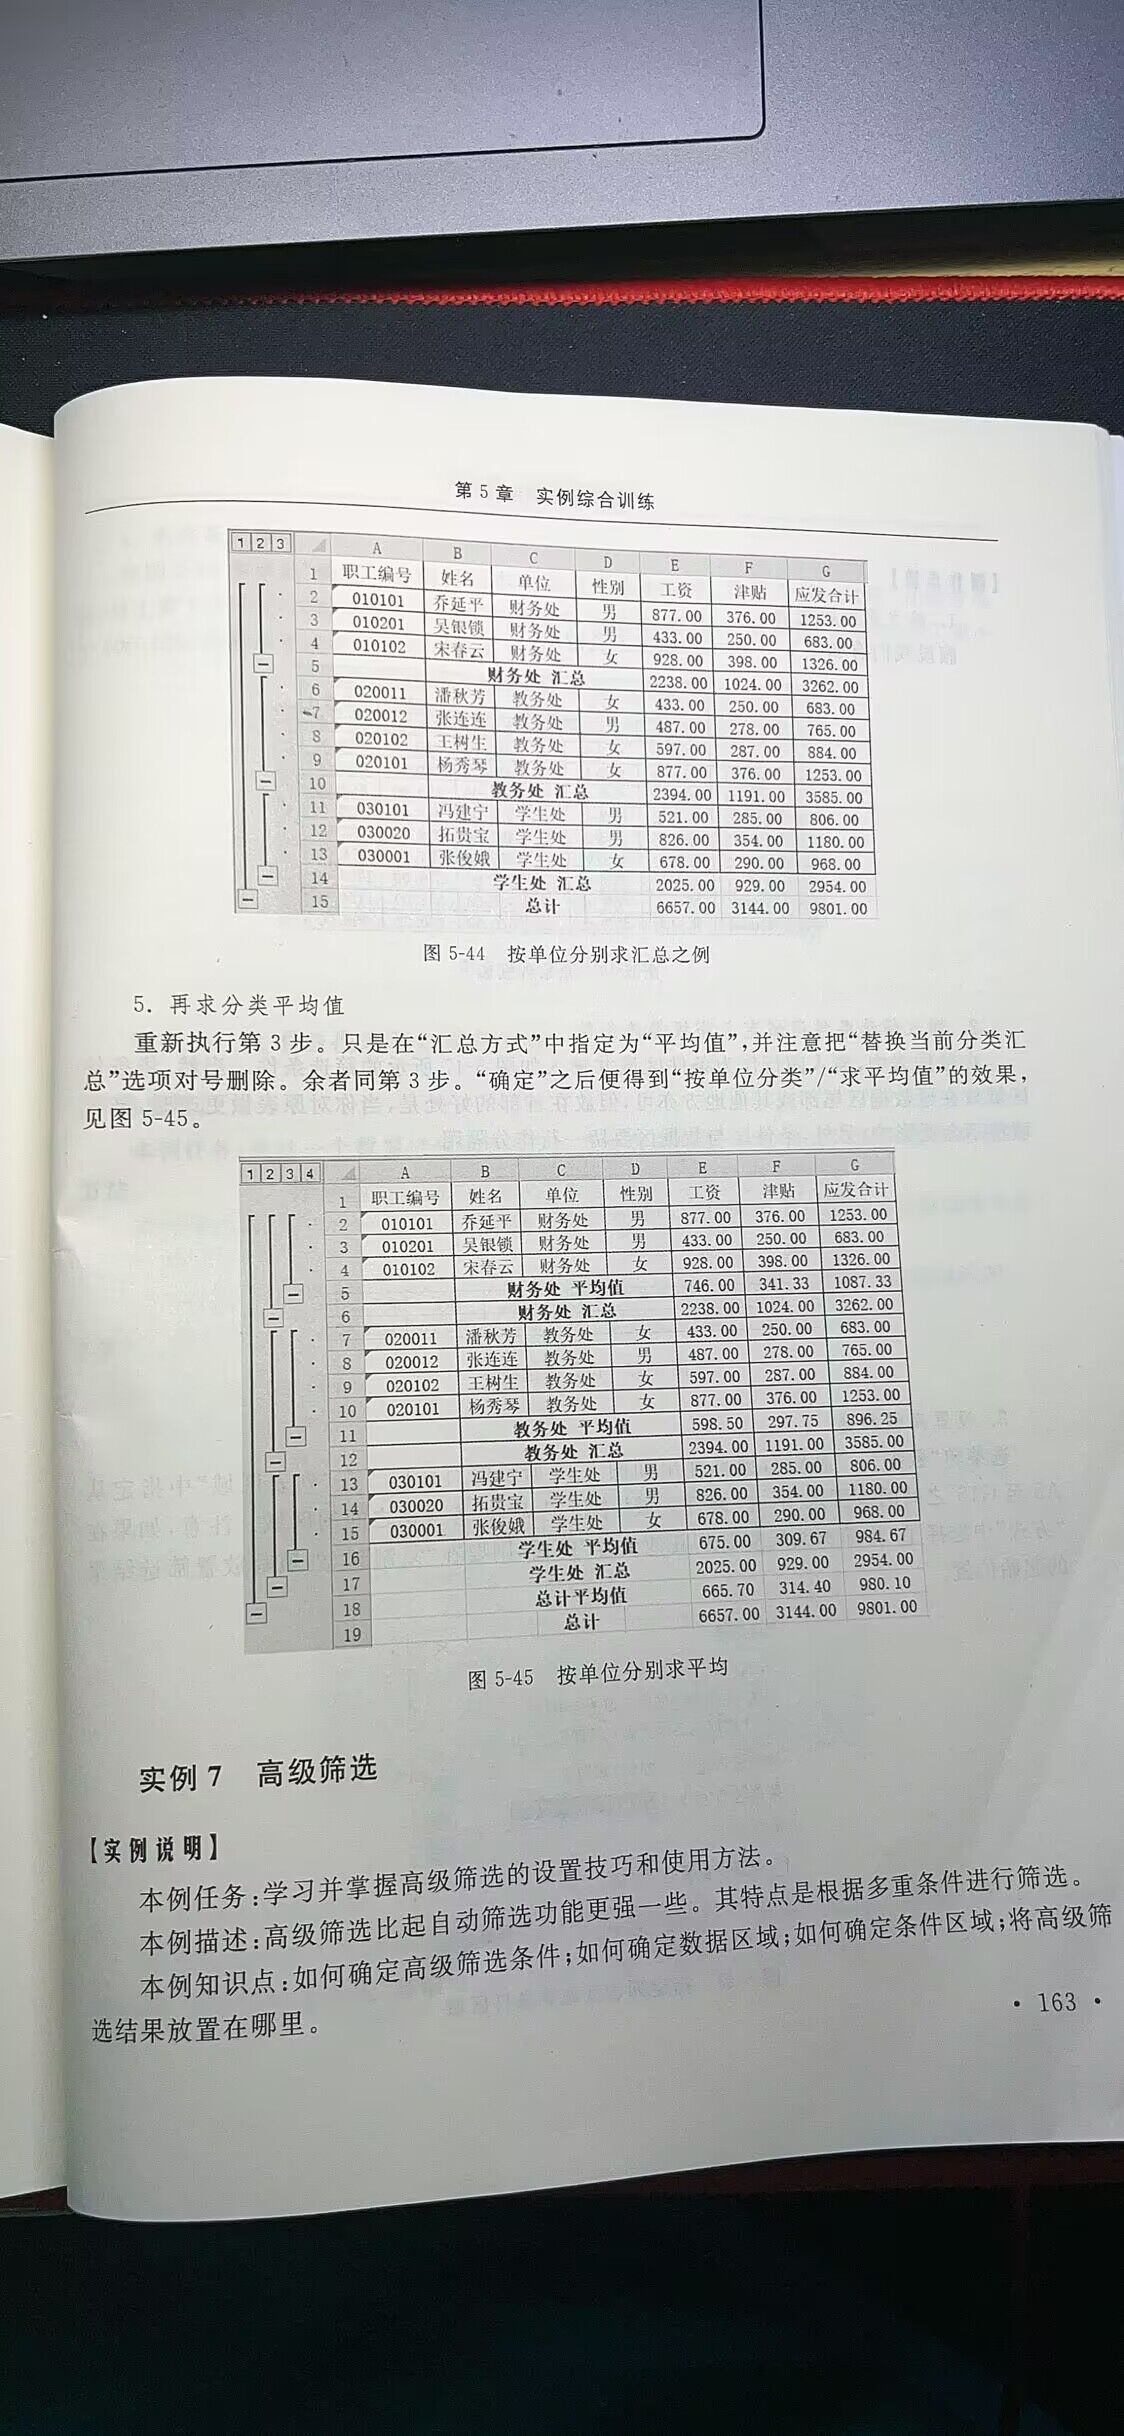 第5章 实例综合训练
1 2 3 A B C D E F G
1 职工编号 姓名 单位 性别 工资 津贴 应发合计
2 010101 乔延平 财务处 男 877.00 376.00 1253.00
3 010201 吴银锁 财务处 男 433.00 250.00 683.00
4 010102 宋春云 财务处 女 928.00 398.00 1326.00
5 财务处 汇总 2238.00 1024.00 3262.00
6 020011 潘秋芳 教务处 女 433.00 250.00 683.00
7 020012 张连连 教务处 男 487.00 278.00 765.00
8 020102 王树生 教务处 女 597.00 287.00 884.00
9 020101 杨秀琴 教务处 女 877.00 376.00 1253.00
10 教务处 汇总 2394.00 1191.00 3585.00
11 030101 冯建宁 学生处 男 521.00 285.00 806.00
12 030020 拓贵宝 学生处 男 826.00 354.00 1180.00
13 030001 张俊娥 学生处 女 678.00 290.00 968.00
14 学生处 汇总 2025.00 929.00 2954.00
15 总计 6657.00 3144.00 9801.00
图 5-44 按单位分别求汇总之例
5. 再求分类平均值
重新执行第 3 步。只是在“汇总方式”中指定为“平均值”,并注意把“替换当前分类汇
总”选项对号删除。余者同第 3 步。“确定”之后便得到“按单位分类”/“求平均值”的效果,
见图 5-45。
1 2 3 4 A B C D E F G
1 职工编号 姓名 单位 性别 工资 津贴 应发合计
2 010101 乔延平 财务处 男 877.00 376.00 1253.00
3 010201 吴银锁 财务处 男 433.00 250.00 683.00
4 010102 宋春云 财务处 女 928.00 398.00 1326.00
5 财务处 平均值 746.00 341.33 1087.33
6 财务处 汇总 2238.00 1024.00 3262.00
7 020011 潘秋芳 教务处 女 433.00 250.00 683.00
8 020012 张连连 教务处 男 487.00 278.00 765.00
9 020102 王树生 教务处 女 597.00 287.00 884.00
10 020101 杨秀琴 教务处 女 877.00 376.00 1253.00
11 教务处 平均值 598.50 297.75 896.25
12 教务处 汇总 2394.00 1191.00 3585.00
13 030101 冯建宁 学生处 男 521.00 285.00 806.00
14 030020 拓贵宝 学生处 男 826.00 354.00 1180.00
15 030001 张俊娥 学生处 女 678.00 290.00 968.00
16 学生处 平均值 675.00 309.67 984.67
17 学生处 汇总 2025.00 929.00 2954.00
18 总计平均值 665.70 314.40 980.10
19 总计 6657.00 3144.00 9801.00
图 5-45 按单位分别求平均
实例 7 高级筛选
【实例说明】
本例任务:学习并掌握高级筛选的设置技巧和使用方法。
本例描述:高级筛选比起自动筛选功能更强一些。其特点是根据多重条件进行筛选。
本例知识点:如何确定高级筛选条件;如何确定数据区域;如何确定条件区域;将高级筛
选结果放置在哪里。
· 163 ·